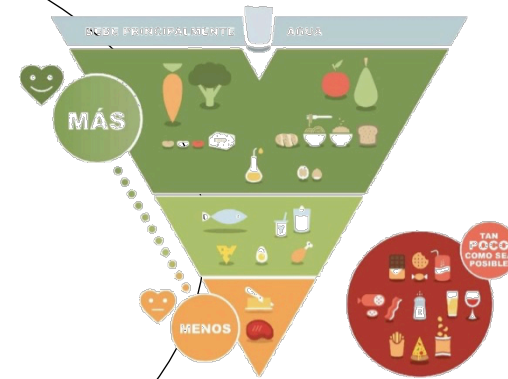 BEBE PRINCIPALMENTE AGUA
MÁS
TAN
POCO
COMO SEA
POSIBLE
MENOS